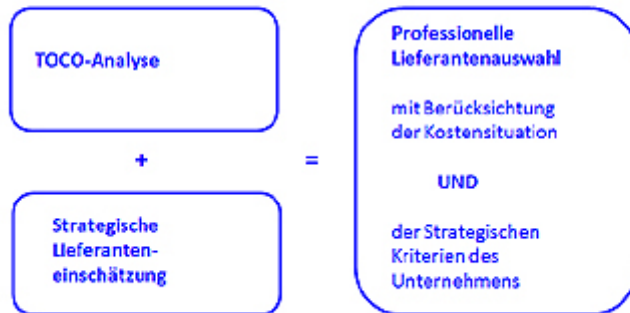 TOCO-Analyse
+
Strategische
Lieferanten-
einschätzung
=
Professionelle
Lieferantenauswahl
mit Berücksichtung
der Kostensituation
UND
der Strategischen
Kriterien des
Unternehmens